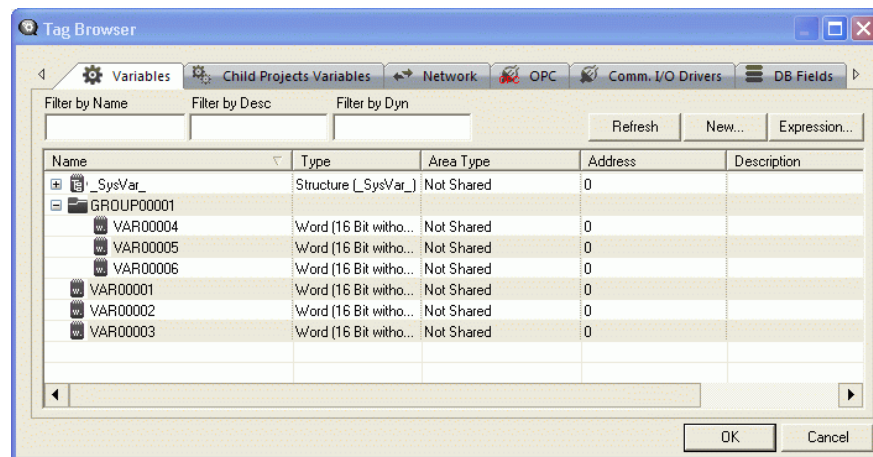 Tag Browser
Variables Child Projects Variables Network OPC Comm. I/O Drivers DB Fields
Filter by Name Filter by Desc Filter by Dyn
Refresh New... Expression...
Name Type Area Type Address Description
_SysVar_ Structure (_SysVar_) Not Shared 0
GROUP00001
VAR00004 Word (16 Bit witho... Not Shared 0
VAR00005 Word (16 Bit witho... Not Shared 0
VAR00006 Word (16 Bit witho... Not Shared 0
VAR00001 Word (16 Bit witho... Not Shared 0
VAR00002 Word (16 Bit witho... Not Shared 0
VAR00003 Word (16 Bit witho... Not Shared 0
OK Cancel